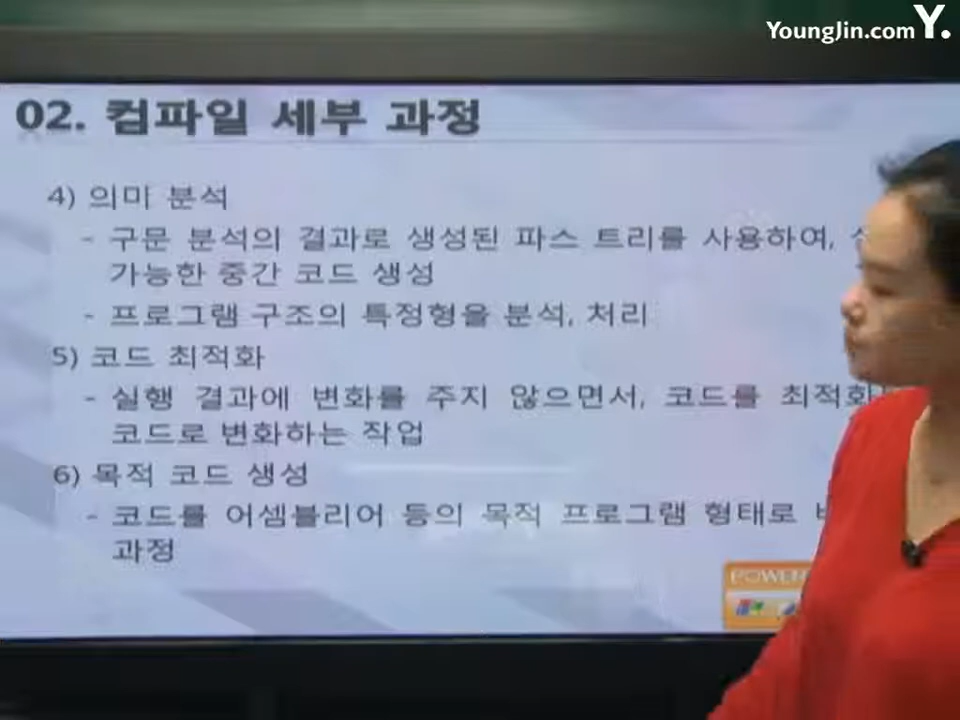 YoungJin.com Y.
02. 컴파일 세부 과정
4) 의미 분석
- 구문 분석의 결과로 생성된 파스 트리를 사용하여,
가능한 중간 코드 생성
- 프로그램 구조의 특정형을 분석, 처리
5) 코드 최적화
- 실행 결과에 변화를 주지 않으면서, 코드를 최적화
코드로 변화하는 작업
6) 목적 코드 생성
- 코드를 어셈블리어 등의 목적 프로그램 형태로
과정
POWER